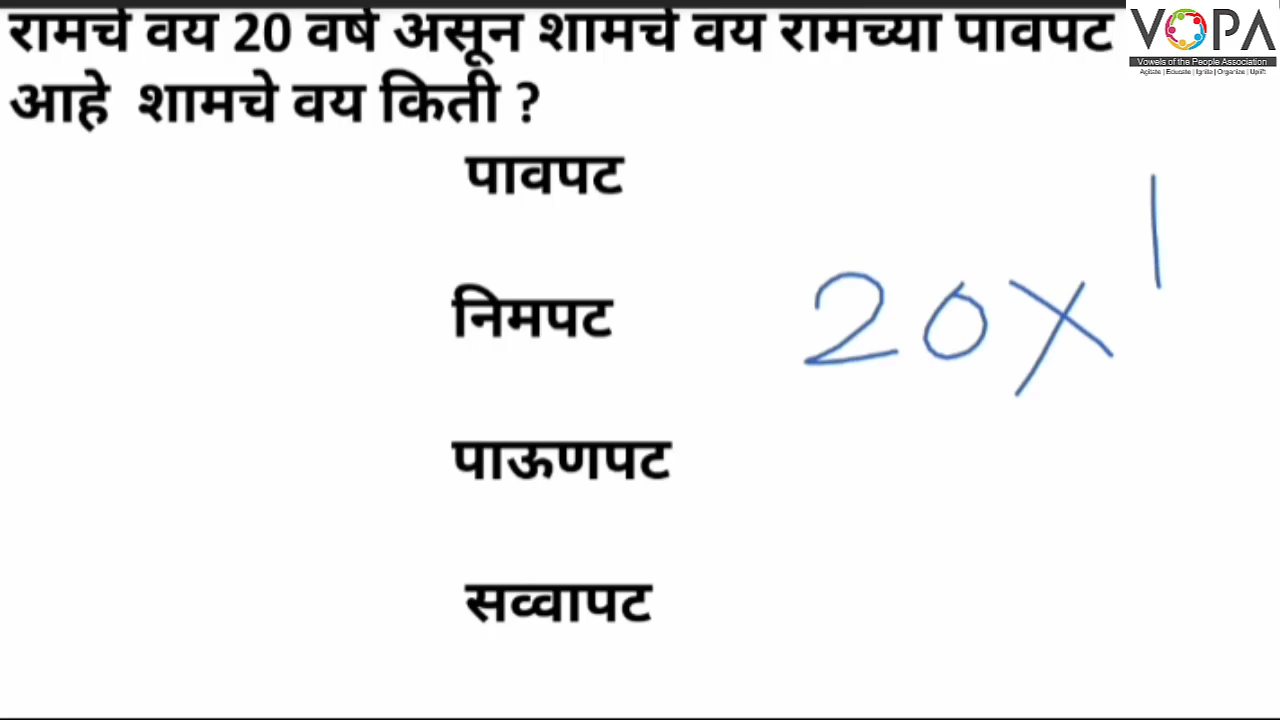 रामचे वय 20 वर्षे असून शामचे वय रामच्या पावपट
आहे शामचे वय किती ?
पावपट
निमपट
पाऊणपट
सव्वापट
20 X 1
VOPA
Vowels of the People Association
Agitate | Educate | Ignite | Organize | Uplift